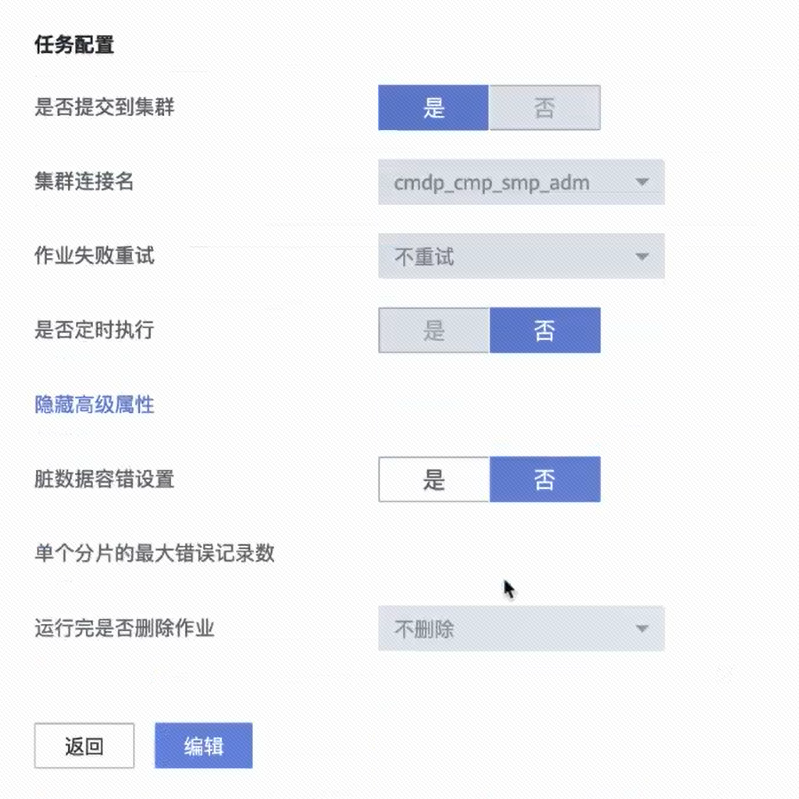 任务配置
是否提交到集群 是 否
集群连接名 cmdp_cmp_smp_adm
作业失败重试 不重试
是否定时执行 是 否
隐藏高级属性
脏数据容错设置 是 否
单个分片的最大错误记录数
运行完是否删除作业 不删除
返回 编辑